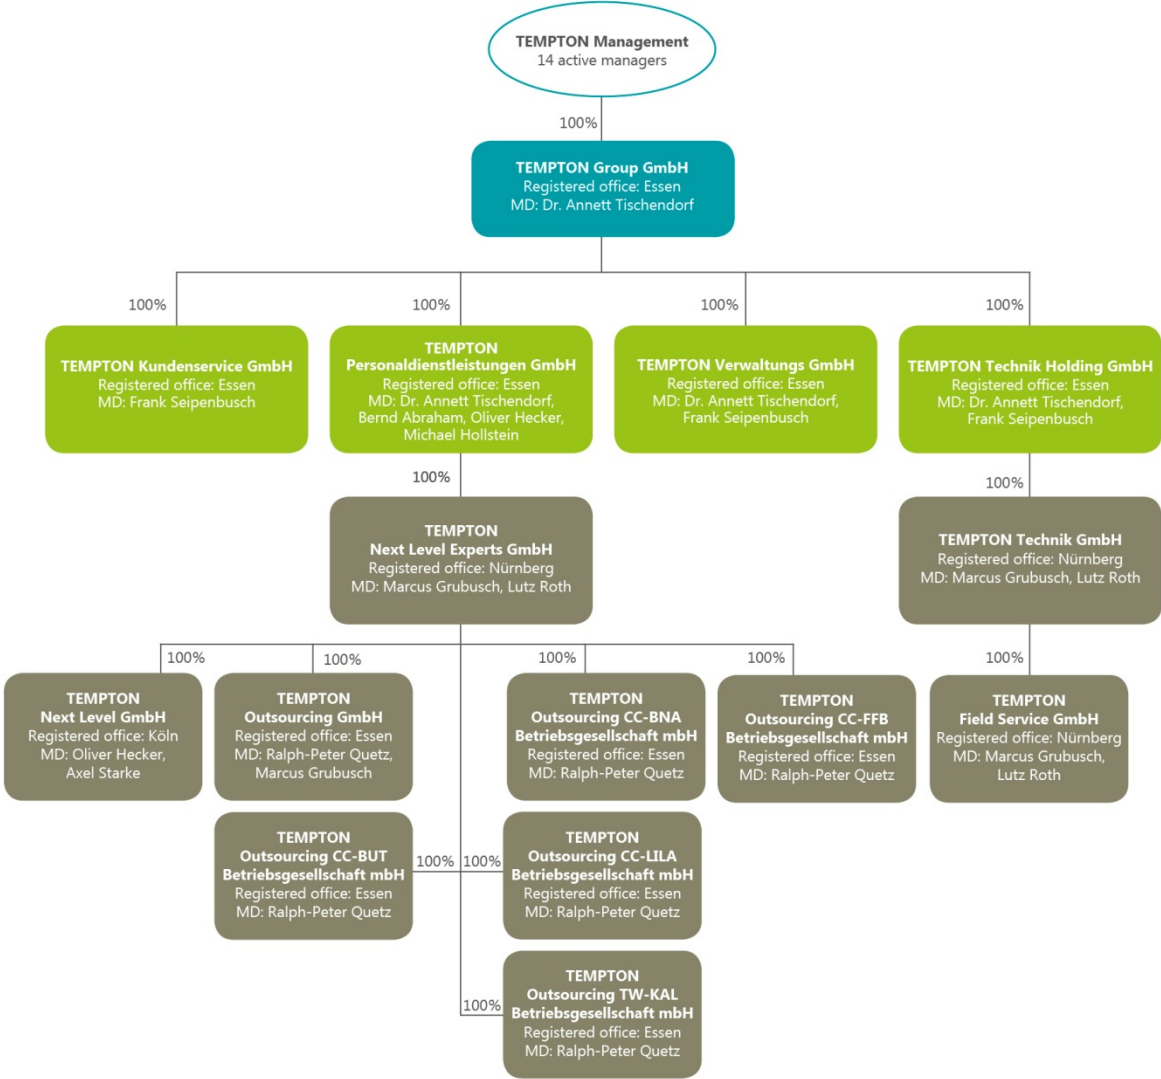 TEMPTON Management
14 active managers
100%
TEMPTON Group GmbH
Registered office: Essen
MD: Dr. Annett Tischendorf
100%
100%
100%
100%
TEMPTON Kundenservice GmbH
Registered office: Essen
MD: Frank Seipenbusch
TEMPTON
Personaldienstleistungen GmbH
Registered office: Essen
MD: Dr. Annett Tischendorf,
Bernd Abraham, Oliver Hecker,
Michael Hollstein
TEMPTON Verwaltungs GmbH
Registered office: Essen
MD: Dr. Annett Tischendorf,
Frank Seipenbusch
TEMPTON Technik Holding GmbH
Registered office: Essen
MD: Dr. Annett Tischendorf,
Frank Seipenbusch
100%
100%
TEMPTON
Next Level Experts GmbH
Registered office: Nürnberg
MD: Marcus Grubusch, Lutz Roth
TEMPTON Technik GmbH
Registered office: Nürnberg
MD: Marcus Grubusch, Lutz Roth
100%
100%
100%
100%
100%
TEMPTON
Next Level GmbH
Registered office: Köln
MD: Oliver Hecker,
Axel Starke
TEMPTON
Outsourcing GmbH
Registered office: Essen
MD: Ralph-Peter Quetz,
Marcus Grubusch
TEMPTON
Outsourcing CC-BNA
Betriebsgesellschaft mbH
Registered office: Essen
MD: Ralph-Peter Quetz
TEMPTON
Outsourcing CC-FFB
Betriebsgesellschaft mbH
Registered office: Essen
MD: Ralph-Peter Quetz
TEMPTON
Field Service GmbH
Registered office: Nürnberg
MD: Marcus Grubusch,
Lutz Roth
TEMPTON
Outsourcing CC-BUT
Betriebsgesellschaft mbH
Registered office: Essen
MD: Ralph-Peter Quetz
100%
100%
TEMPTON
Outsourcing CC-LILA
Betriebsgesellschaft mbH
Registered office: Essen
MD: Ralph-Peter Quetz
100%
TEMPTON
Outsourcing TW-KAL
Betriebsgesellschaft mbH
Registered office: Essen
MD: Ralph-Peter Quetz